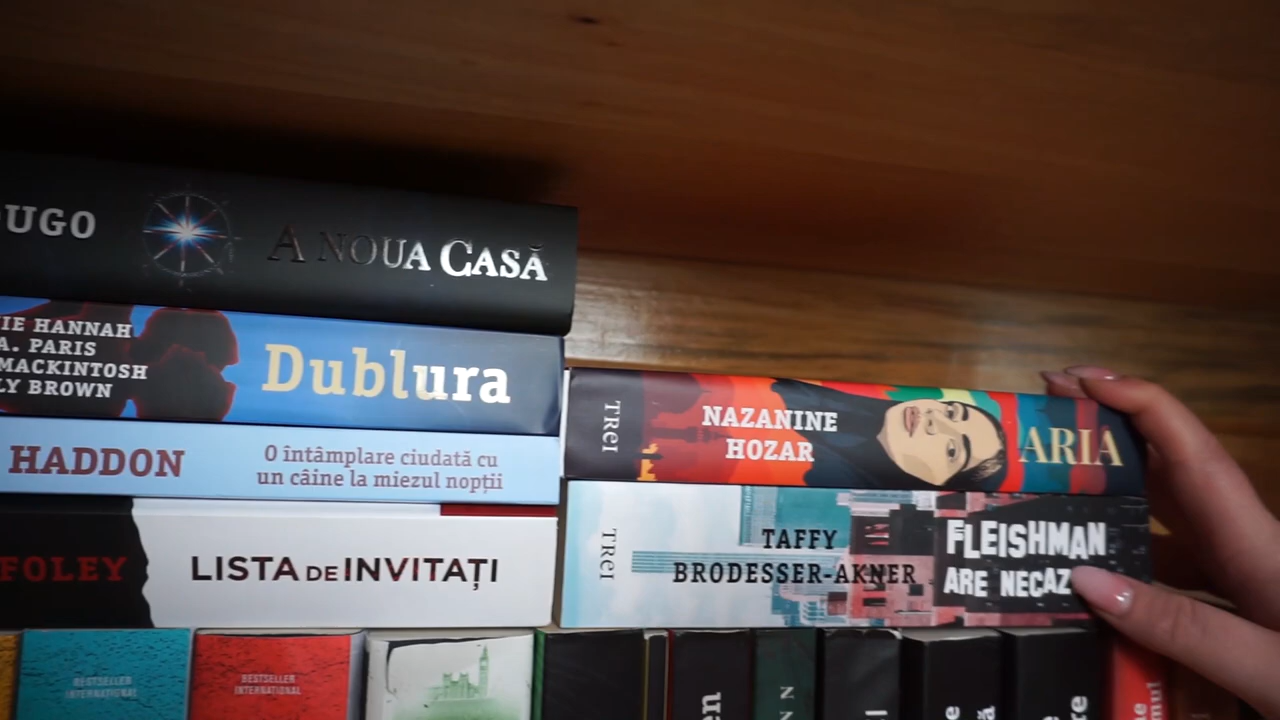 UGO A NOUA CASĂ
IE HANNAH
A. PARIS
MACKINTOSH
LY BROWN
Dublura
HADDON
O întâmplare ciudată cu
un câine la miezul nopții
FOLEY LISTA DE INVITAȚI
TREI
NAZANINE
HOZAR
ARIA
TREI
TAFFY
BRODESSER-AKNER
FLEISHMAN
ARE NECAZ
BESTSELLER
INTERNATIONAL
BESTSELLER
INTERNATIONAL